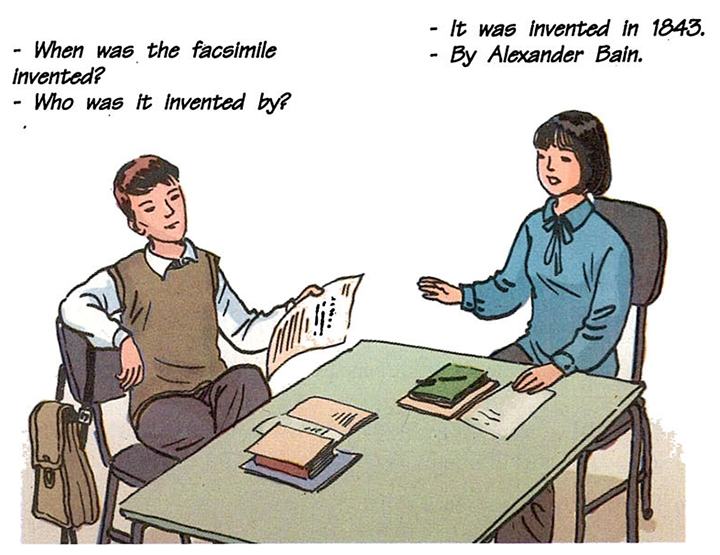 - When was the facsimile
invented?
- Who was it invented by?
- It was invented in 1843.
- By Alexander Bain.